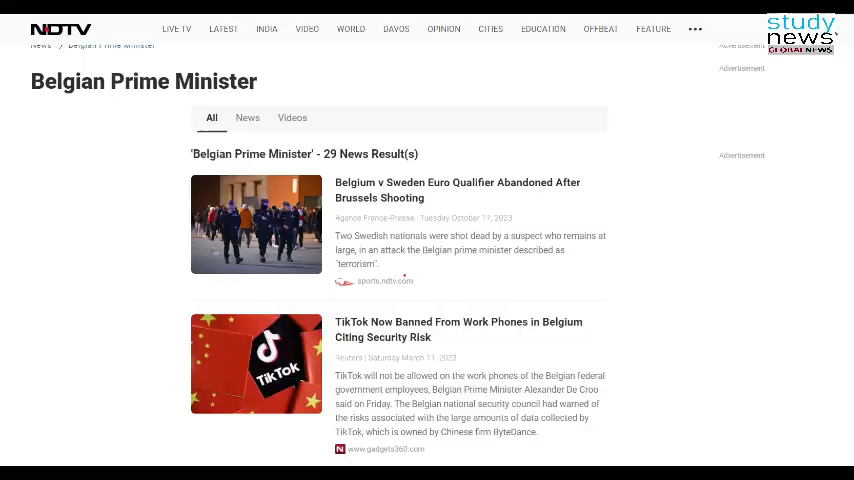 NDTV
LIVE TV LATEST INDIA VIDEO WORLD DAVOS OPINION CITIES EDUCATION OFFBEAT FEATURE
study
news
GLOBAL NEWS
News > Belgian Prime Minister
Advertisement
Advertisement
Belgian Prime Minister
All News Videos
'Belgian Prime Minister' - 29 News Result(s)
Advertisement
Belgium v Sweden Euro Qualifier Abandoned After
Brussels Shooting
Agence France-Presse | Tuesday October 17, 2023
Two Swedish nationals were shot dead by a suspect who remains at
large, in an attack the Belgian prime minister described as
"terrorism".
sports.ndtv.com
TikTok
TikTok Now Banned From Work Phones in Belgium
Citing Security Risk
Reuters | Saturday March 11, 2023
TikTok will not be allowed on the work phones of the Belgian federal
government employees, Belgian Prime Minister Alexander De Croo
said on Friday. The Belgian national security council had warned of
the risks associated with the large amounts of data collected by
TikTok, which is owned by Chinese firm ByteDance.
N www.gadgets360.com